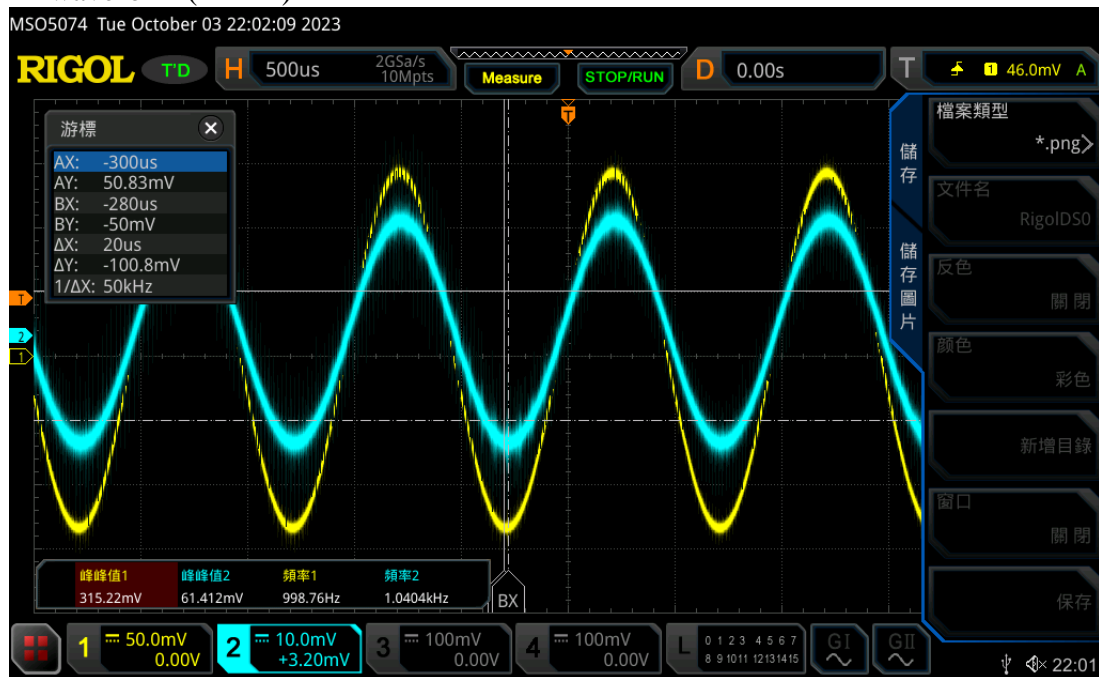 MSO5074 Tue October 03 22:02:09 2023
RIGOL T'D H 500us 2GSa/s 10Mpts Measure STOP/RUN D 0.00s T 1 46.0mV A
T
游標
AX: -300us
AY: 50.83mV
BX: -280us
BY: -50mV
ΔX: 20us
ΔY: -100.8mV
1/ΔX: 50kHz
儲存
儲存圖片
檔案類型
*.png>
文件名
RigolDS0
反色
關閉
颜色
彩色
新增目錄
窗口
關閉
保存
T
2
1
峰峰值1 峰峰值2 頻率1 頻率2
315.22mV 61.412mV 998.76Hz 1.0404kHz
BX
1 50.0mV 0.00V
2 10.0mV +3.20mV
3 100mV 0.00V
4 100mV 0.00V
L 0 1 2 3 4 5 6 7
8 9 10 11 12 13 14 15
GI GII
22:01